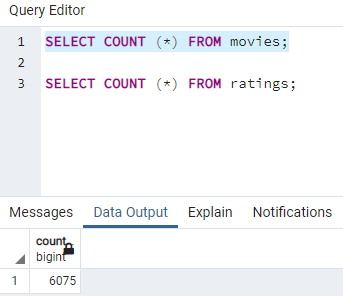 Query Editor
1 SELECT COUNT (*) FROM movies;
2
3 SELECT COUNT (*) FROM ratings;
Messages Data Output Explain Notifications
count
bigint
1 6075